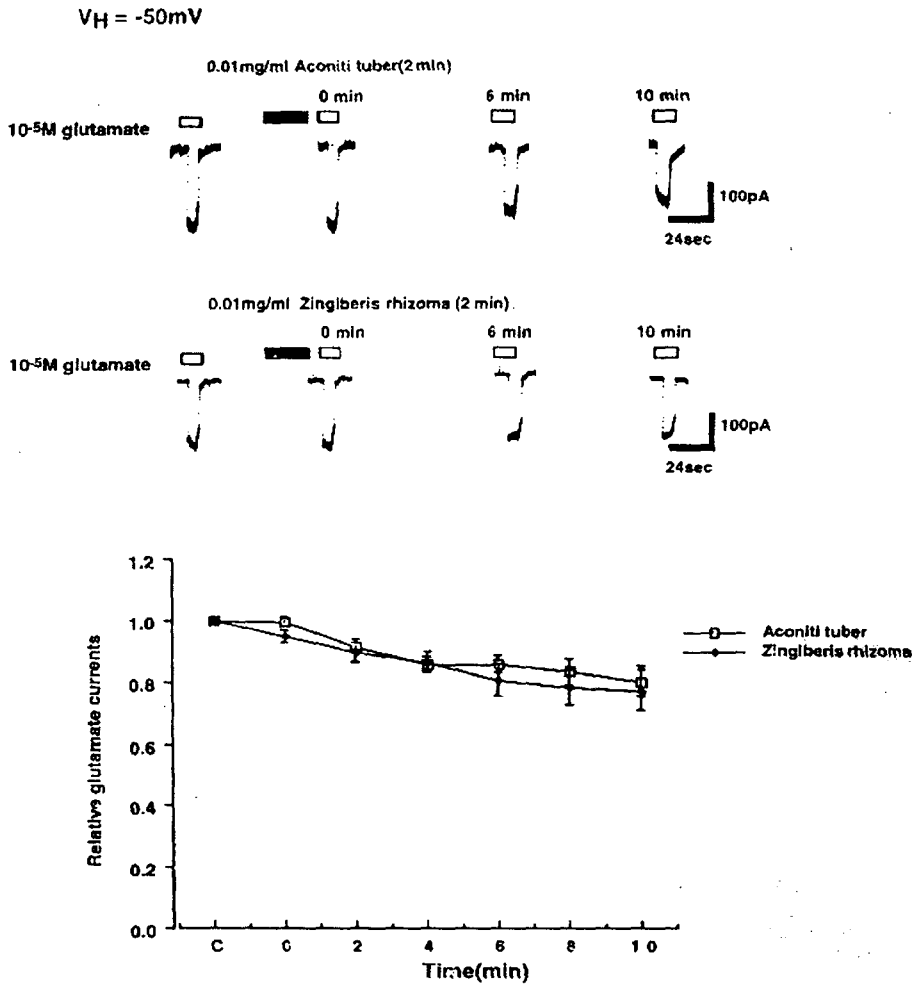 VH = -50mV
0.01mg/ml Aconiti tuber(2 min)
0 min 6 min 10 min
10-5M glutamate
100pA
24sec
0.01mg/ml Zingiberis rhizoma (2 min).
0 min 6 min 10 min
10-5M glutamate
100pA
24sec
1.2
1.0
0.8
0.6
0.4
0.2
0.0
Relative glutamate currents
Aconiti tuber
Zingiberis rhizoma
C 0 2 4 6 8 10
Time(min)